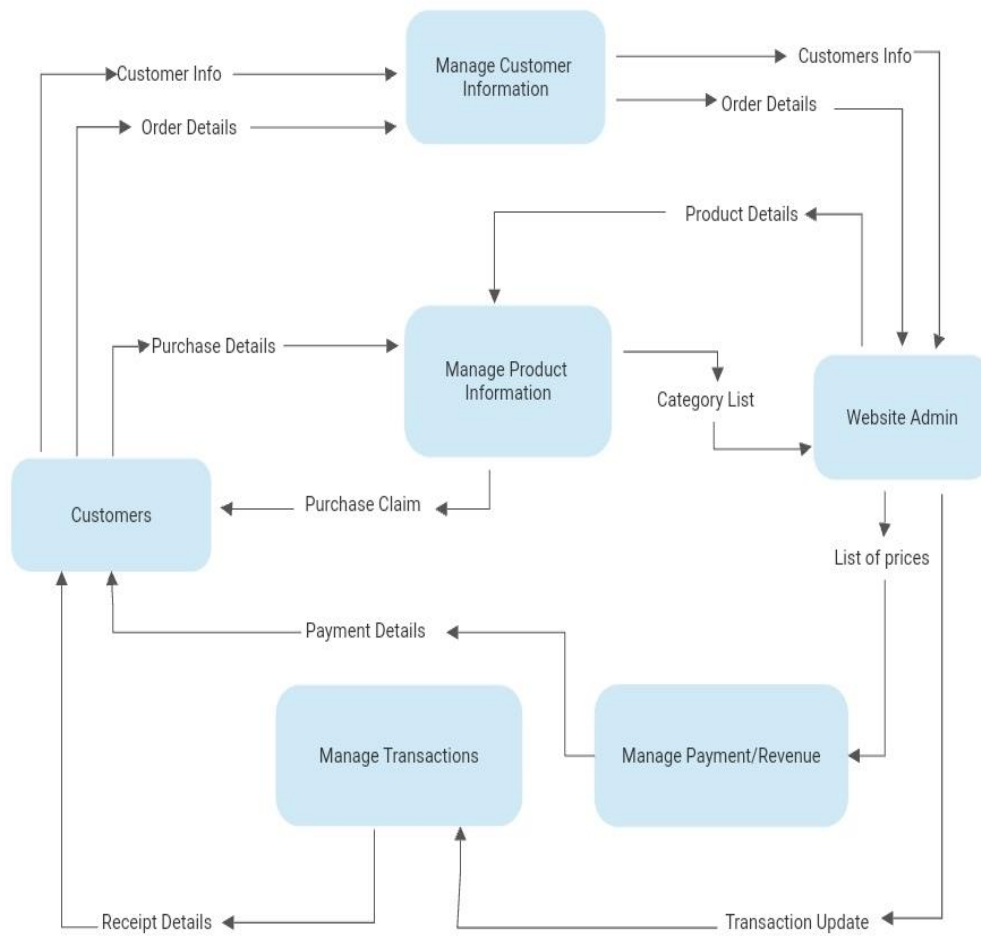 Customer Info
Manage Customer
Information
Customers Info
Order Details
Order Details
Product Details
Purchase Details
Manage Product
Information
Category List
Website Admin
Customers
Purchase Claim
List of prices
Payment Details
Manage Transactions
Manage Payment/Revenue
Receipt Details
Transaction Update